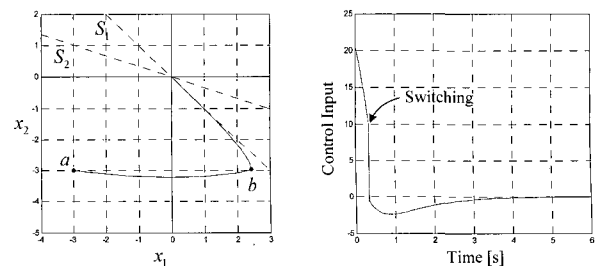 2
1
0
-1
-2
-3
-4
-5
-4 -3 -2 -1 0 1 2 3
x₂
x₁
S₁
S₂
a
b
25
20
15
10
5
0
-5
0 1 2 3 4 5 6
Control Input
Switching
Time [s]